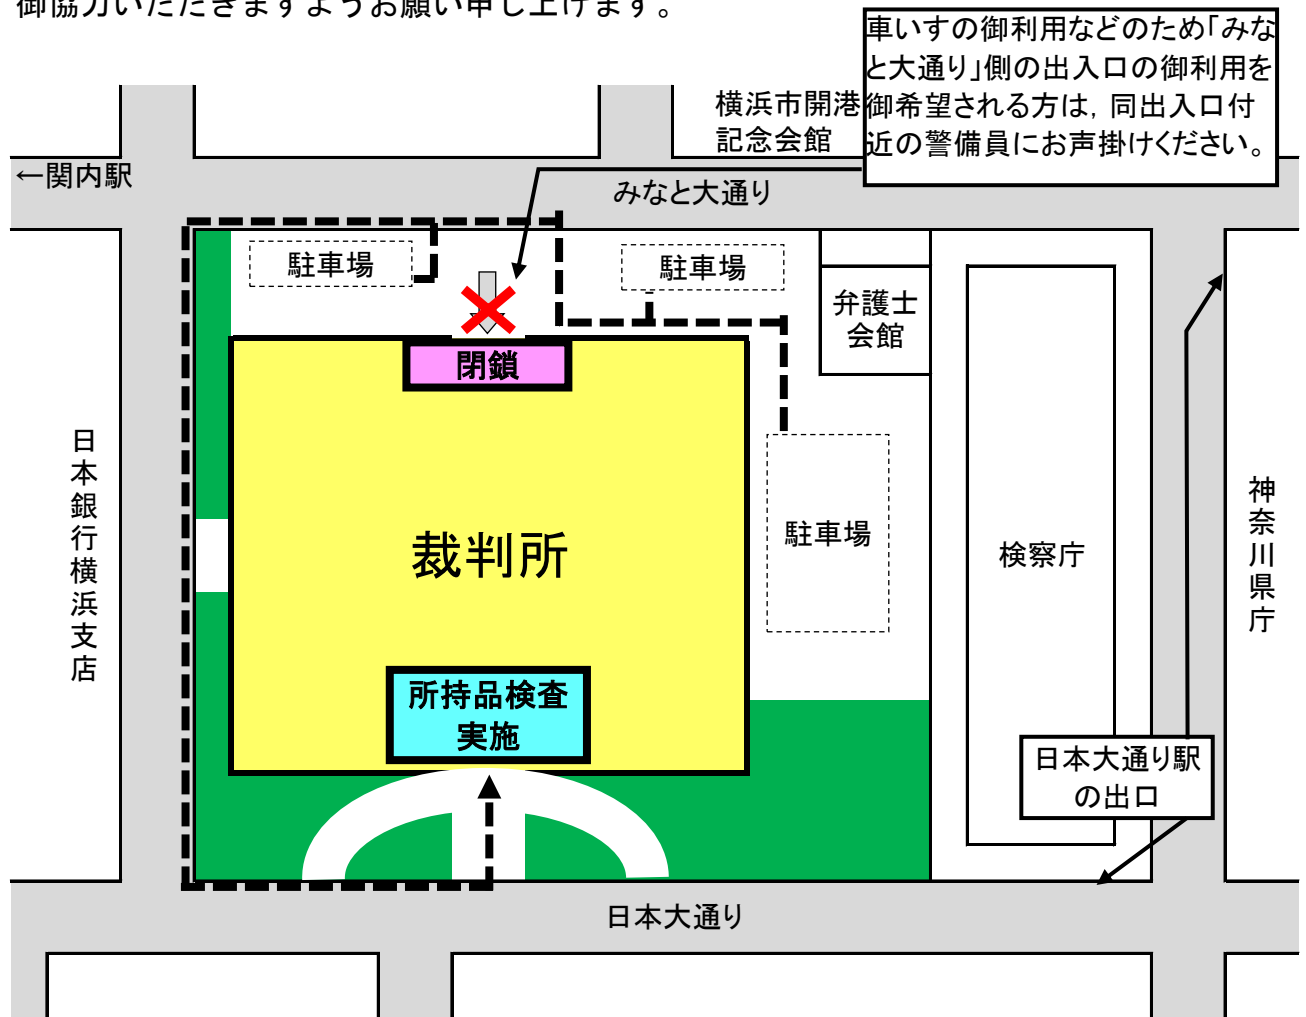 御協力いただきますようお願い申し上げます。
車いすの御利用などのため「みな
と大通り」側の出入口の御利用を
御希望される方は，同出入口付
近の警備員にお声掛けください。
横浜市開港
記念会館
←関内駅
みなと大通り
駐車場
駐車場
弁護士
会館
閉鎖
日本銀行横浜支店
裁判所
駐車場
検察庁
神奈川県庁
所持品検査
実施
日本大通り駅
の出口
日本大通り